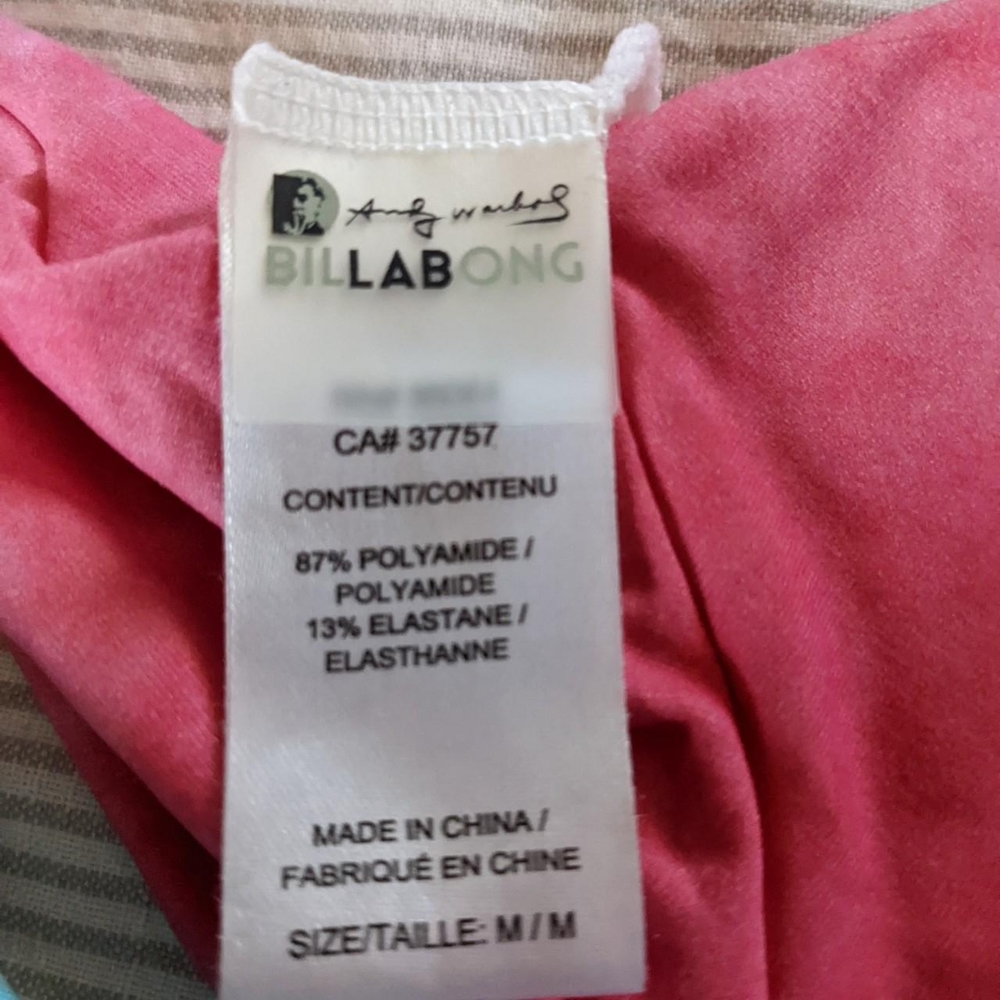 Andy Warhol
BILLABONG
CA# 37757
CONTENT/CONTENU
87% POLYAMIDE /
POLYAMIDE
13% ELASTANE /
ELASTHANNE
MADE IN CHINA /
FABRIQUÉ EN CHINE
SIZE/TAILLE: M / M